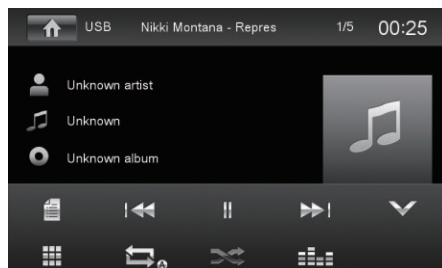 USB Nikki Montana - Repres 1/5 00:25
Unknown artist
Unknown
Unknown album
A